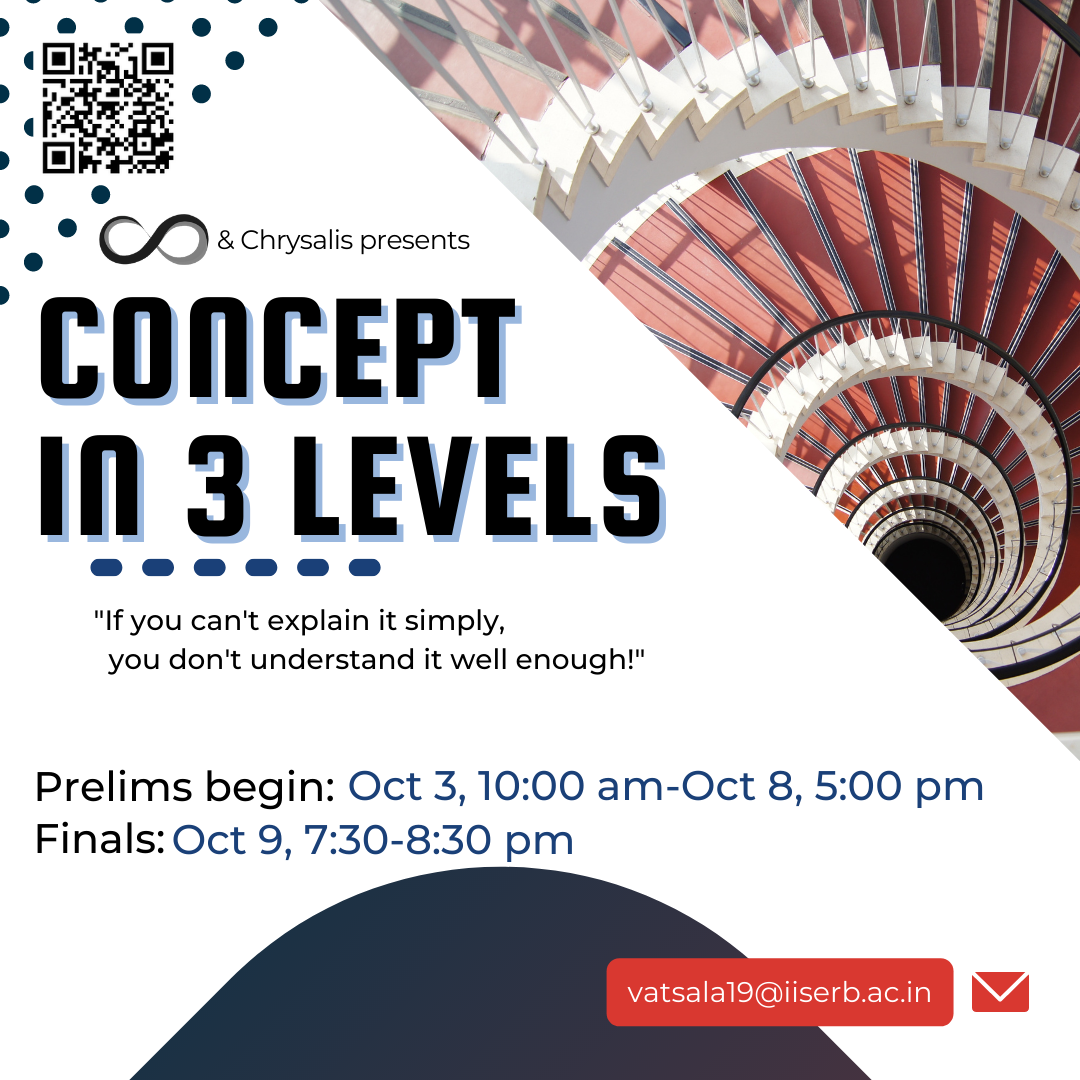 & Chrysalis presents
CONCEPT
IN 3 LEVELS
"If you can't explain it simply,
you don't understand it well enough!"
Prelims begin: Oct 3, 10:00 am-Oct 8, 5:00 pm
Finals: Oct 9, 7:30-8:30 pm
vatsala19@iiserb.ac.in